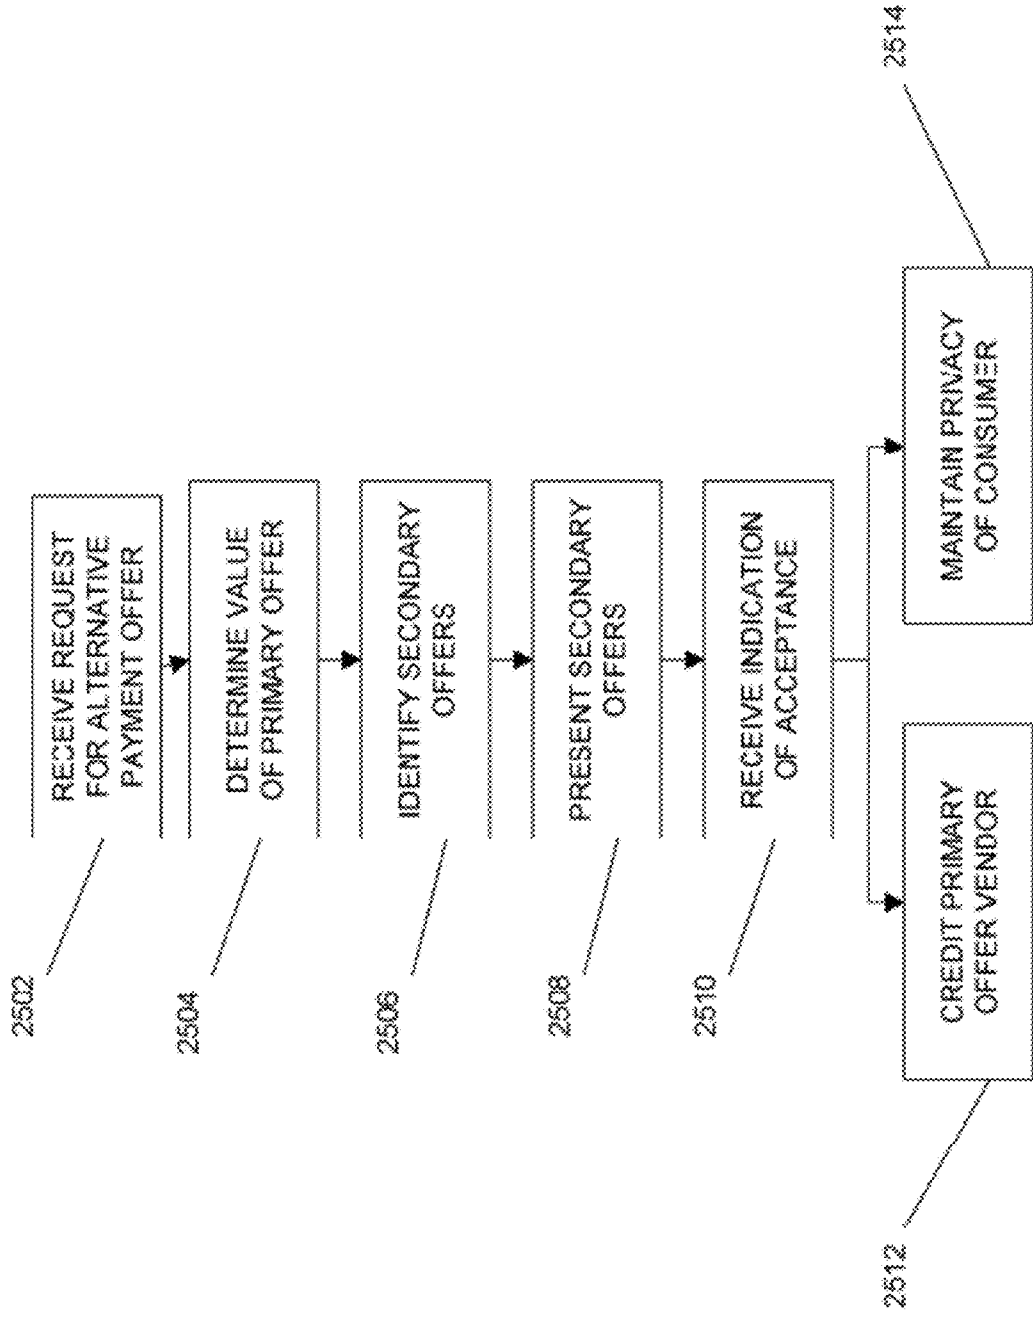 2502
RECEIVE REQUEST
FOR ALTERNATIVE
PAYMENT OFFER
2504
DETERMINE VALUE
OF PRIMARY OFFER
2506
IDENTIFY SECONDARY
OFFERS
2508
PRESENT SECONDARY
OFFERS
2510
RECEIVE INDICATION
OF ACCEPTANCE
2512
CREDIT PRIMARY
OFFER VENDOR
MAINTAIN PRIVACY
OF CONSUMER
2514